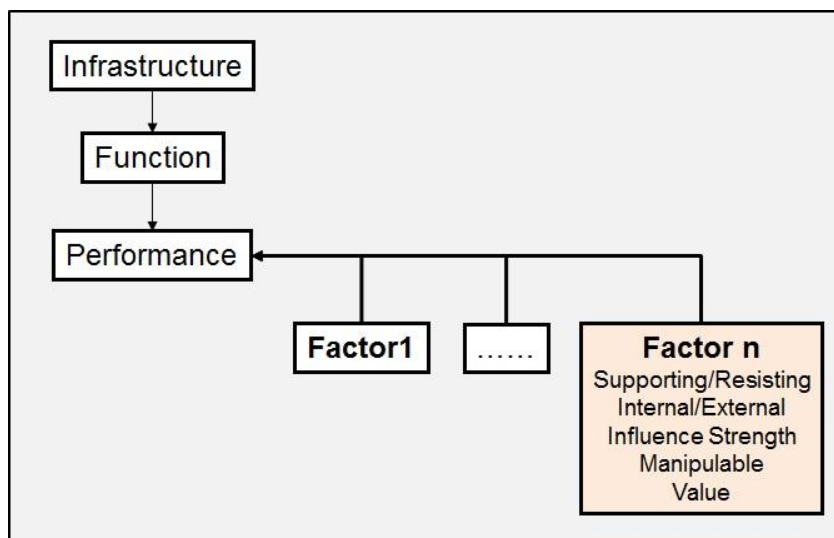 Infrastructure
Function
Performance
Factor1
......
Factor n
Supporting/Resisting
Internal/External
Influence Strength
Manipulable
Value